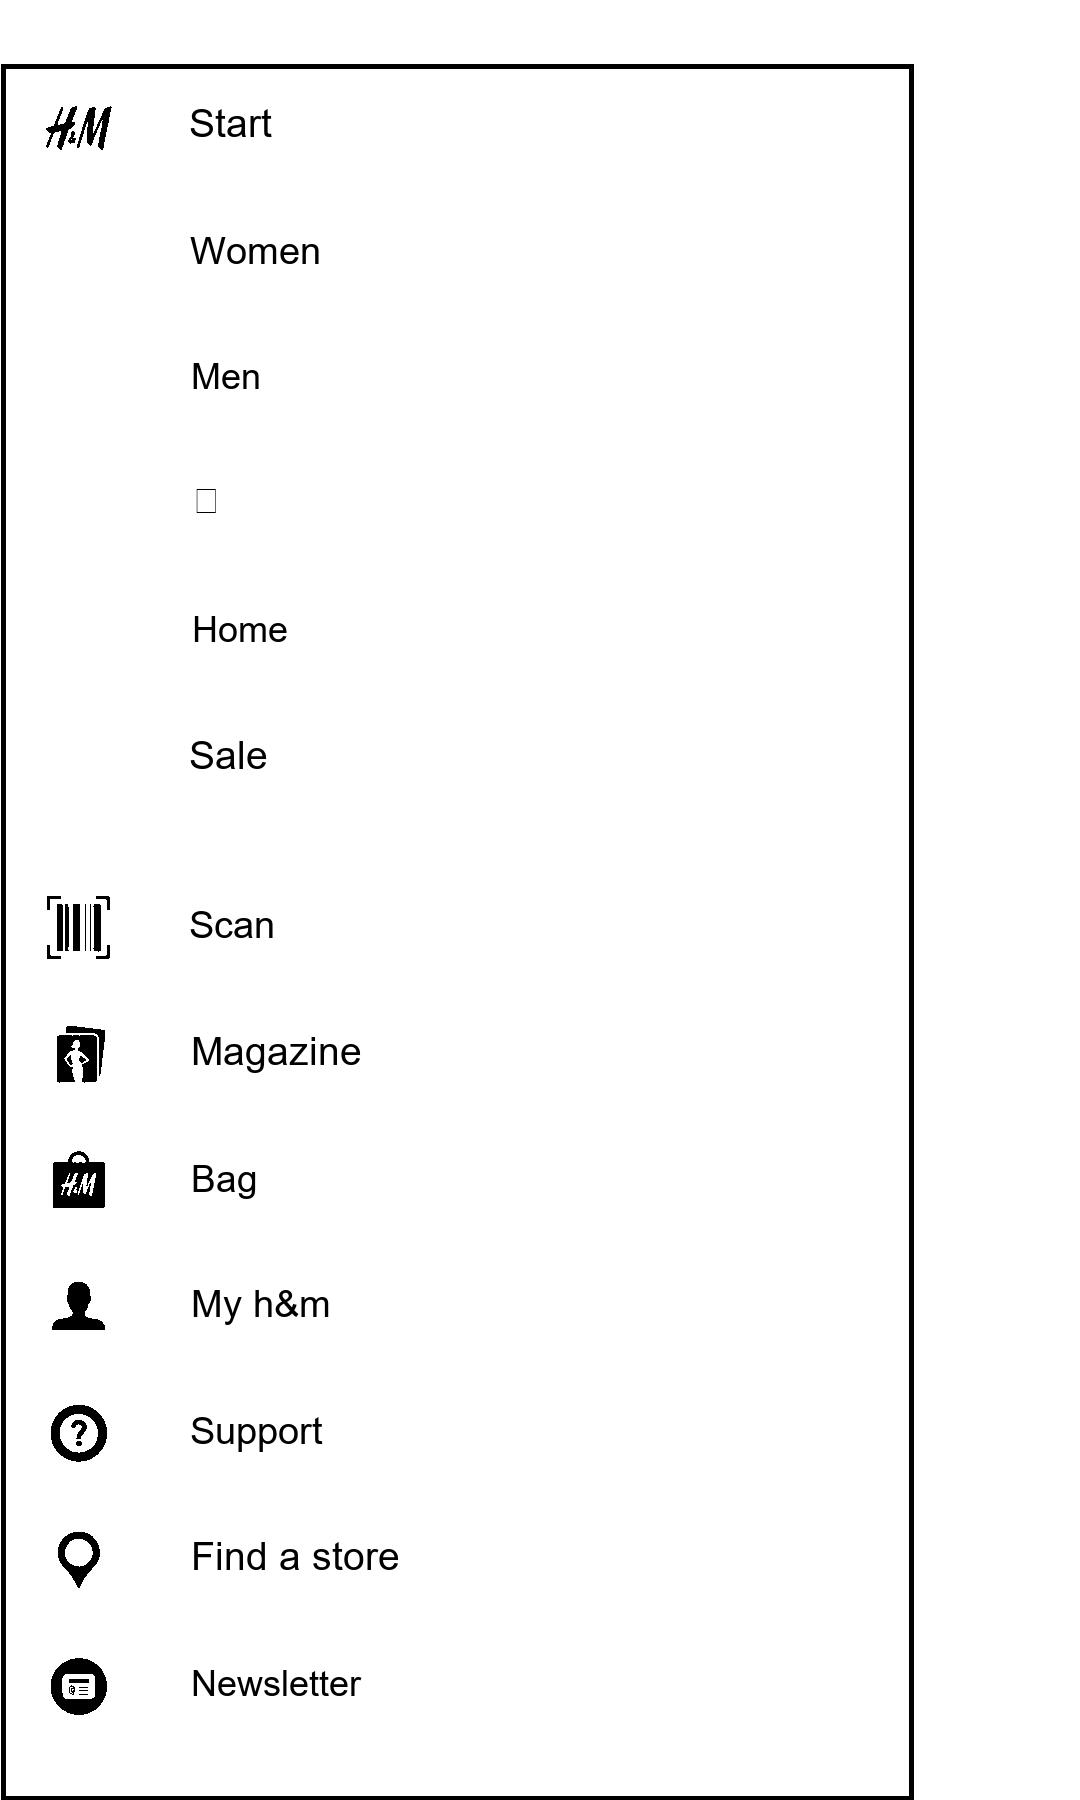 H&M Start
Women
Men
Home
Sale
Scan
Magazine
H&M Bag
My h&m
? Support
Find a store
Newsletter